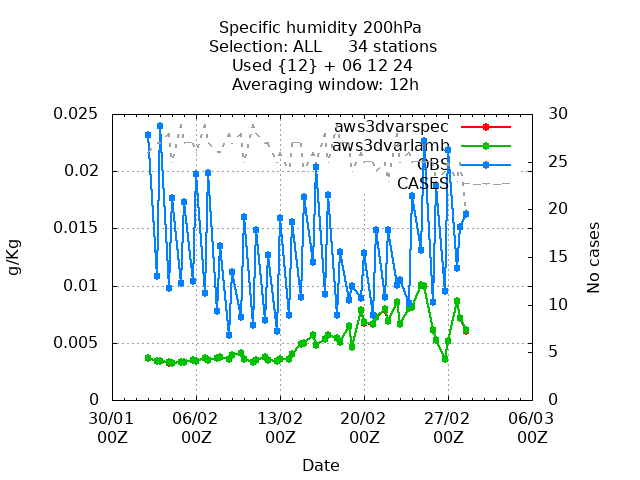 Specific humidity 200hPa
Selection: ALL 34 stations
Used {12} + 06 12 24
Averaging window: 12h
aws3dvarspec
aws3dvarlamb
OBS
CASES
0.025
0.02
0.015
0.01
0.005
0
30
25
20
15
10
5
0
g/Kg
No cases
30/01 06/02 13/02 20/02 27/02 06/03
00Z 00Z 00Z 00Z 00Z 00Z
Date